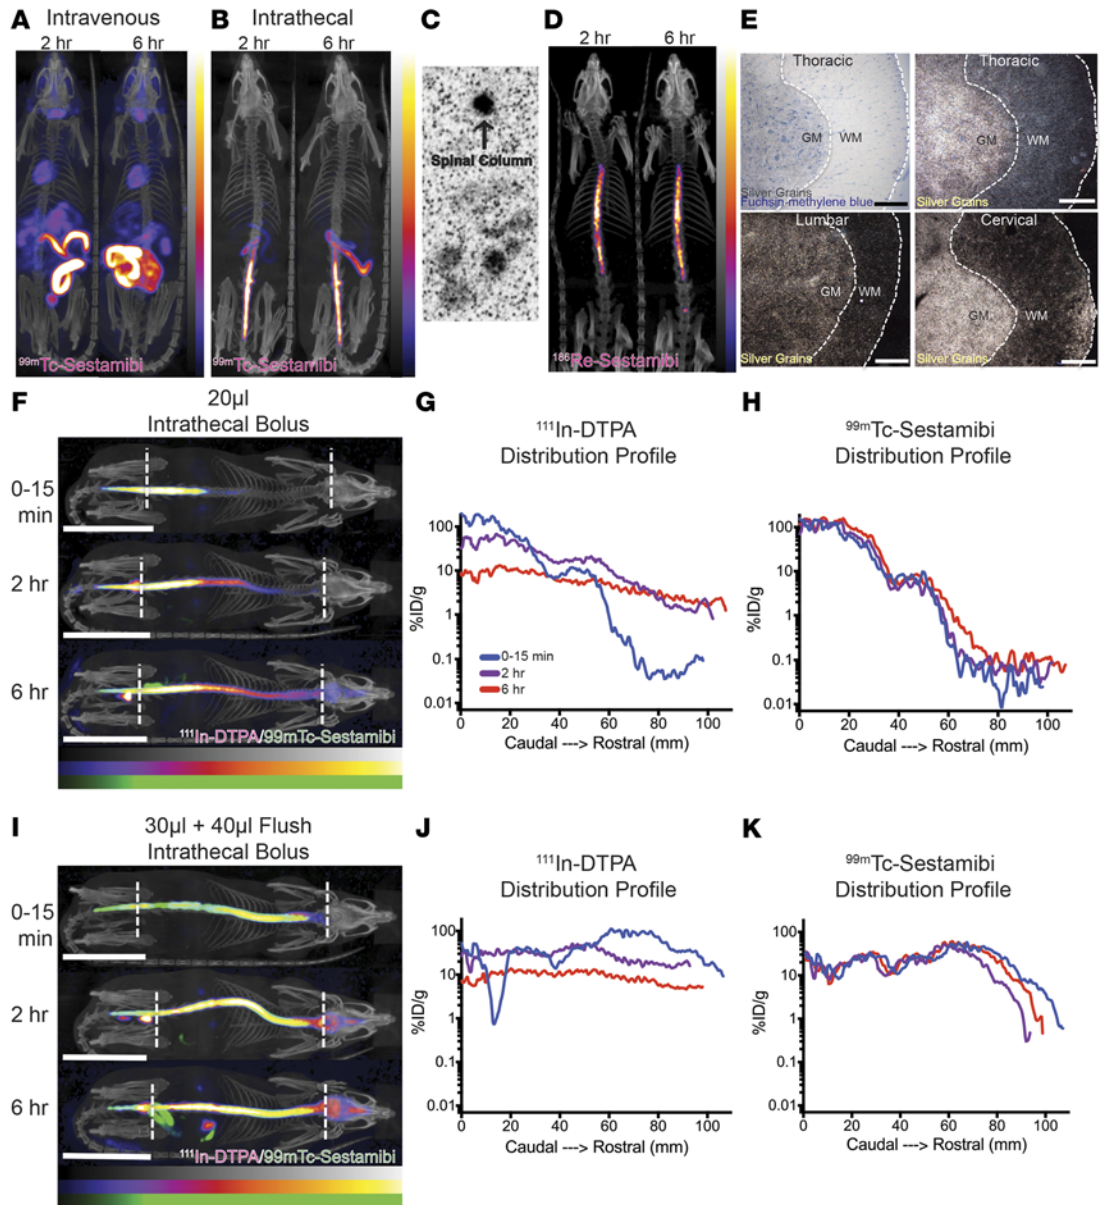 A Intravenous
2 hr 6 hr
99mTc-Sestamibi
B Intrathecal
2 hr 6 hr
99mTc-Sestamibi
C
Spinal Column
D
2 hr 6 hr
186Re-Sestamibi
E
Thoracic
GM WM
Silver Grains
Fuchsin-methylene blue
Thoracic
GM WM
Silver Grains
Lumbar
GM WM
Silver Grains
Cervical
GM WM
Silver Grains
F
20µl
Intrathecal Bolus
0-15
min
2 hr
6 hr
111In-DTPA/99mTc-Sestamibi
G
111In-DTPA
Distribution Profile
%ID/g
100
10
1
0.1
0.01
0-15 min
2 hr
6 hr
0 20 40 60 80 100
Caudal ---> Rostral (mm)
H
99mTc-Sestamibi
Distribution Profile
%ID/g
100
10
1
0.1
0.01
0 20 40 60 80 100
Caudal ---> Rostral (mm)
I
30µl + 40µl Flush
Intrathecal Bolus
0-15
min
2 hr
6 hr
111In-DTPA/99mTc-Sestamibi
J
111In-DTPA
Distribution Profile
%ID/g
100
10
1
0.1
0.01
0 20 40 60 80 100
Caudal ---> Rostral (mm)
K
99mTc-Sestamibi
Distribution Profile
%ID/g
100
10
1
0.1
0.01
0 20 40 60 80 100
Caudal ---> Rostral (mm)